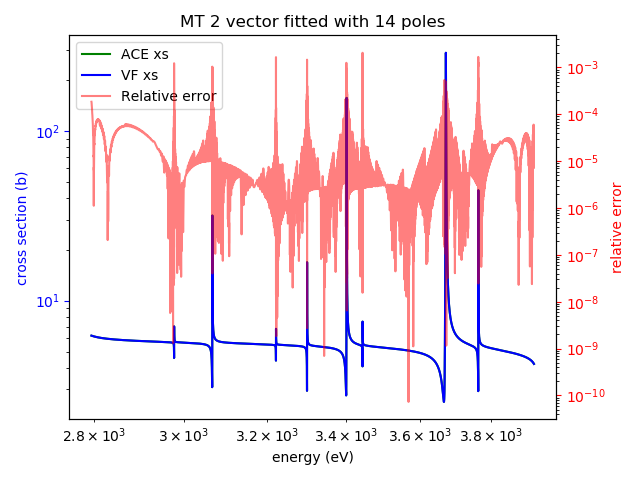 MT 2 vector fitted with 14 poles
ACE xs
VF xs
Relative error
cross section (b)
10²
10¹
10⁻³
10⁻⁴
10⁻⁵
10⁻⁶
10⁻⁷
10⁻⁸
10⁻⁹
10⁻¹⁰
relative error
2.8 × 10³ 3 × 10³ 3.2 × 10³ 3.4 × 10³ 3.6 × 10³ 3.8 × 10³
energy (eV)